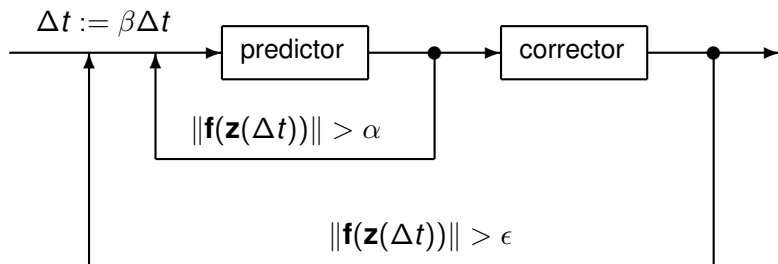 Δt := βΔt
predictor
corrector
‖f(z(Δt))‖ > α
‖f(z(Δt))‖ > ϵ